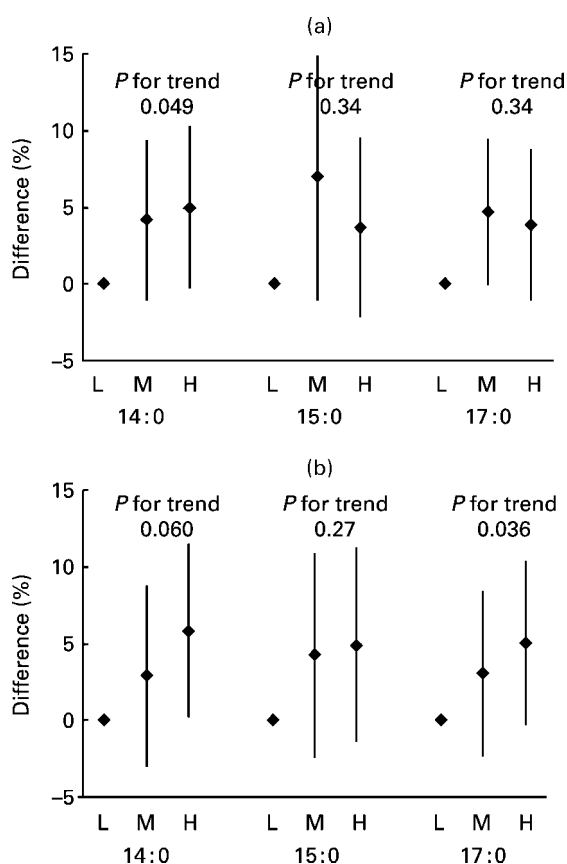 (a)
15
10
5
0
–5
Difference (%)
P for trend
0.049
P for trend
0.34
P for trend
0.34
L M H L M H L M H
14:0 15:0 17:0
(b)
15
10
5
0
–5
Difference (%)
P for trend
0.060
P for trend
0.27
P for trend
0.036
L M H L M H L M H
14:0 15:0 17:0